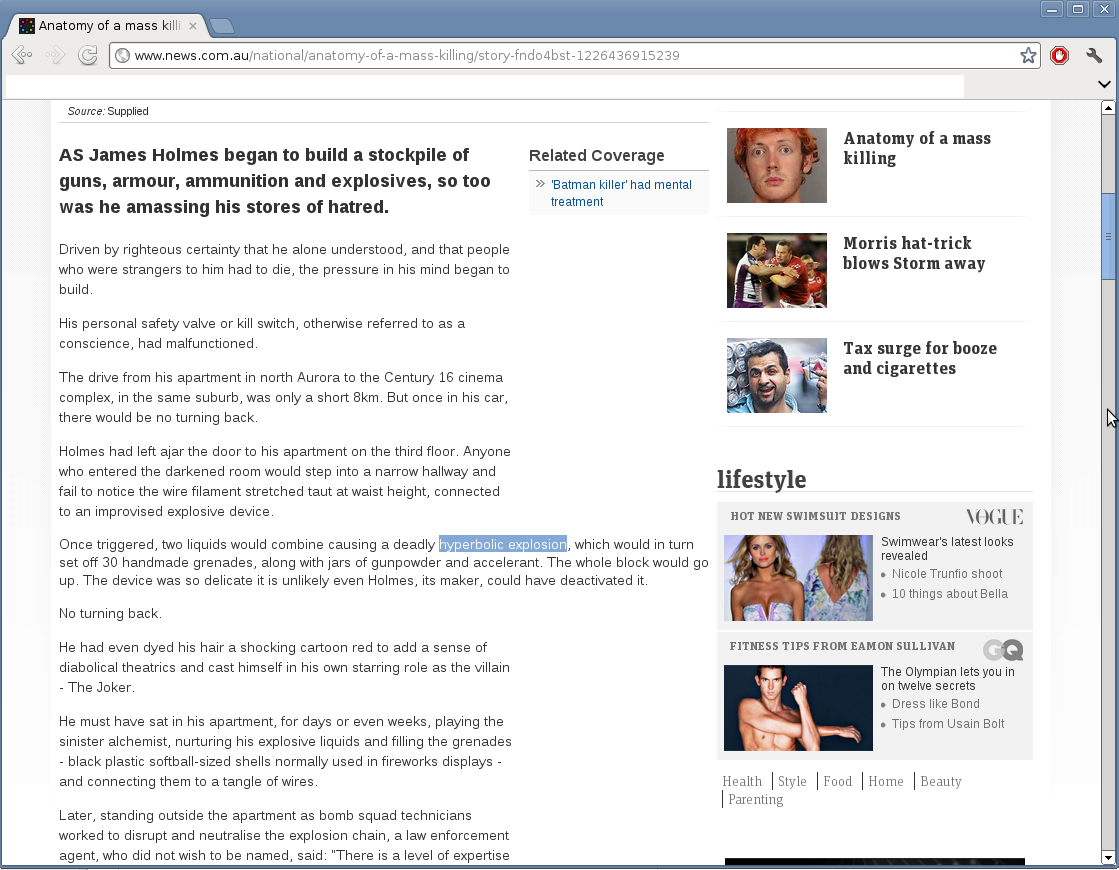 Anatomy of a mass killi
www.news.com.au/national/anatomy-of-a-mass-killing/story-fndo4bst-1226436915239
Source: Supplied
AS James Holmes began to build a stockpile of
guns, armour, ammunition and explosives, so too
was he amassing his stores of hatred.
Related Coverage
'Batman killer' had mental
treatment
Driven by righteous certainty that he alone understood, and that people
who were strangers to him had to die, the pressure in his mind began to
build.
His personal safety valve or kill switch, otherwise referred to as a
conscience, had malfunctioned.
The drive from his apartment in north Aurora to the Century 16 cinema
complex, in the same suburb, was only a short 8km. But once in his car,
there would be no turning back.
Holmes had left ajar the door to his apartment on the third floor. Anyone
who entered the darkened room would step into a narrow hallway and
fail to notice the wire filament stretched taut at waist height, connected
to an improvised explosive device.
Once triggered, two liquids would combine causing a deadly hyperbolic explosion, which would in turn
set off 30 handmade grenades, along with jars of gunpowder and accelerant. The whole block would go
up. The device was so delicate it is unlikely even Holmes, its maker, could have deactivated it.
No turning back.
He had even dyed his hair a shocking cartoon red to add a sense of
diabolical theatrics and cast himself in his own starring role as the villain
- The Joker.
He must have sat in his apartment, for days or even weeks, playing the
sinister alchemist, nurturing his explosive liquids and filling the grenades
- black plastic softball-sized shells normally used in fireworks displays -
and connecting them to a tangle of wires.
Later, standing outside the apartment as bomb squad technicians
worked to disrupt and neutralise the explosion chain, a law enforcement
agent, who did not wish to be named, said: "There is a level of expertise
Anatomy of a mass
killing
Morris hat-trick
blows Storm away
Tax surge for booze
and cigarettes
lifestyle
HOT NEW SWIMSUIT DESIGNS
VOGUE
Swimwear's latest looks
revealed
• Nicole Trunfio shoot
• 10 things about Bella
FITNESS TIPS FROM EAMON SULLIVAN
GQ
The Olympian lets you in
on twelve secrets
• Dress like Bond
• Tips from Usain Bolt
Health | Style | Food | Home | Beauty
| Parenting